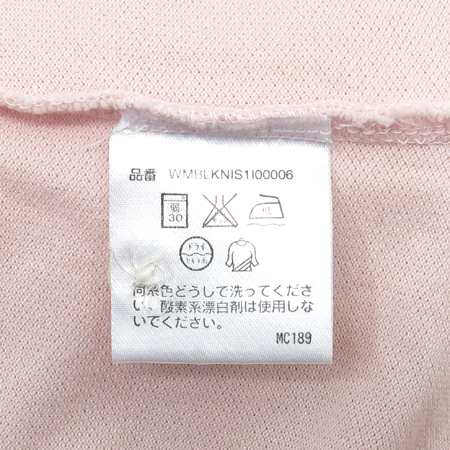 品番 WMBLKNIS1I00006
弱
30
低
ドライ
同系色どうしで洗ってくださ
い。酸素系漂白剤は使用しな
いでください。
MC189